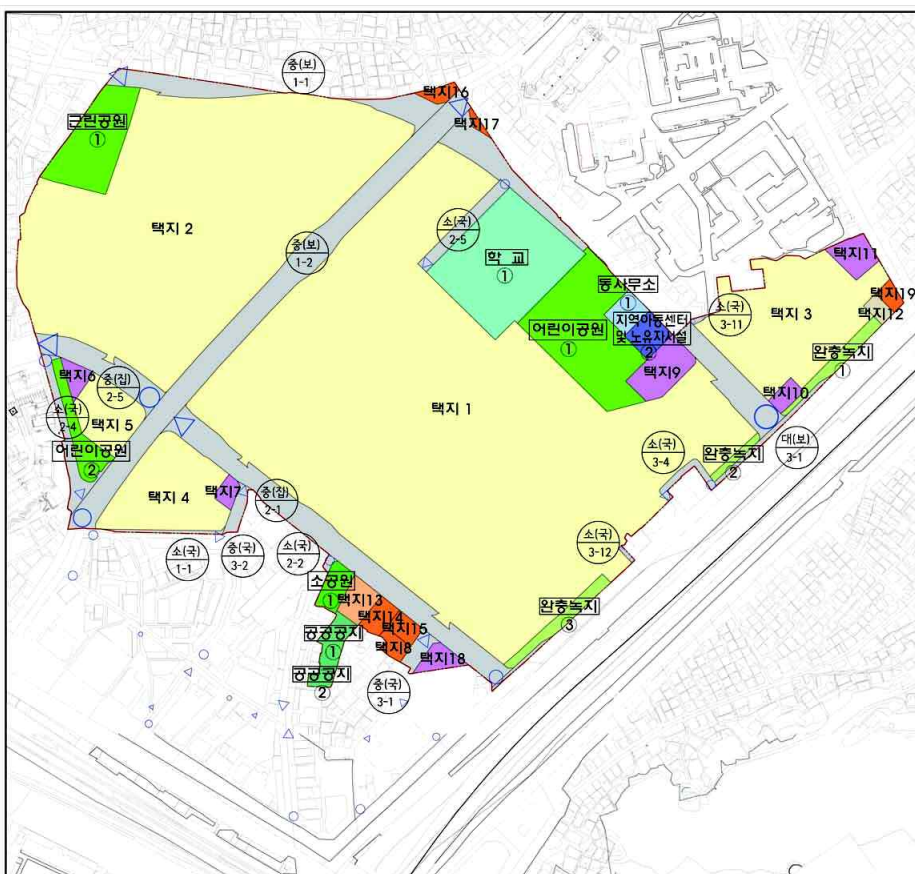 중(보)
1-1
택지16
택지17
근린공원
①
택지 2
소(국)
2-5
중(보)
1-2
학 교
①
택지11
동사무소
①
소(국)
3-11
택지 3
택지19
택지12
어린이공원
①
지역아동센터
및 노유자시설
②
완충녹지
①
택지9
택지6
중(집)
2-5
택지10
소(국)
2-4
택지 5
택지 1
어린이공원
②
소(국)
3-4
완충녹지
②
대(보)
3-1
택지 4
택지7
중(집)
2-1
소(국)
1-1
중(국)
3-2
소(국)
2-2
소(국)
3-12
소공원
①
택지13
택지14
택지15
완충녹지
③
공공공지
①
택지8
택지18
공공공지
②
중(국)
3-1